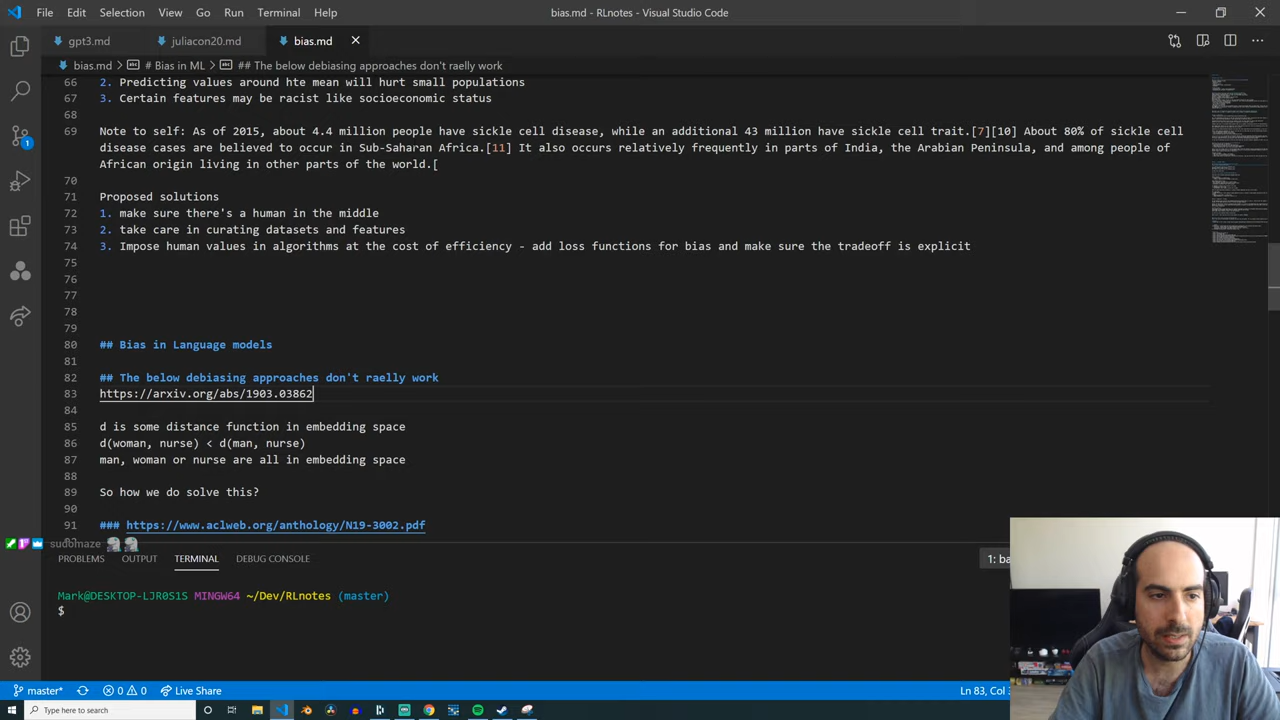 File Edit Selection View Go Run Terminal Help
bias.md - RLnotes - Visual Studio Code
gpt3.md juliacon20.md bias.md
bias.md > # Bias in ML > ## The below debiasing approaches don't raelly work
66 2. Predicting values around hte mean will hurt small populations
67 3. Certain features may be racist like socioeconomic status
68
69 Note to self: As of 2015, about 4.4 million people have sickle cell disease, while an additional 43 million have sickle cell trait.[7][10] About 80% of sickle cell
disease cases are believed to occur in Sub-Saharan Africa.[11] It also occurs relatively frequently in parts of India, the Arabian Peninsula, and among people of
African origin living in other parts of the world.[
70
71 Proposed solutions
72 1. make sure there's a human in the middle
73 2. take care in curating datasets and features
74 3. Impose human values in algorithms at the cost of efficiency - add loss functions for bias and make sure the tradeoff is explicit
75
76
77
78
79
80 ## Bias in Language models
81
82 ## The below debiasing approaches don't raelly work
83 https://arxiv.org/abs/1903.03862
84
85 d is some distance function in embedding space
86 d(woman, nurse) < d(man, nurse)
87 man, woman or nurse are all in embedding space
88
89 So how we do solve this?
90
91 ### https://www.aclweb.org/anthology/N19-3002.pdf
sudomaze
PROBLEMS OUTPUT TERMINAL DEBUG CONSOLE
1: ba
Mark@DESKTOP-LJR0S1S MINGW64 ~/Dev/RLnotes (master)
$
master* 0 0 Live Share
Ln 83, Col 3
Type here to search